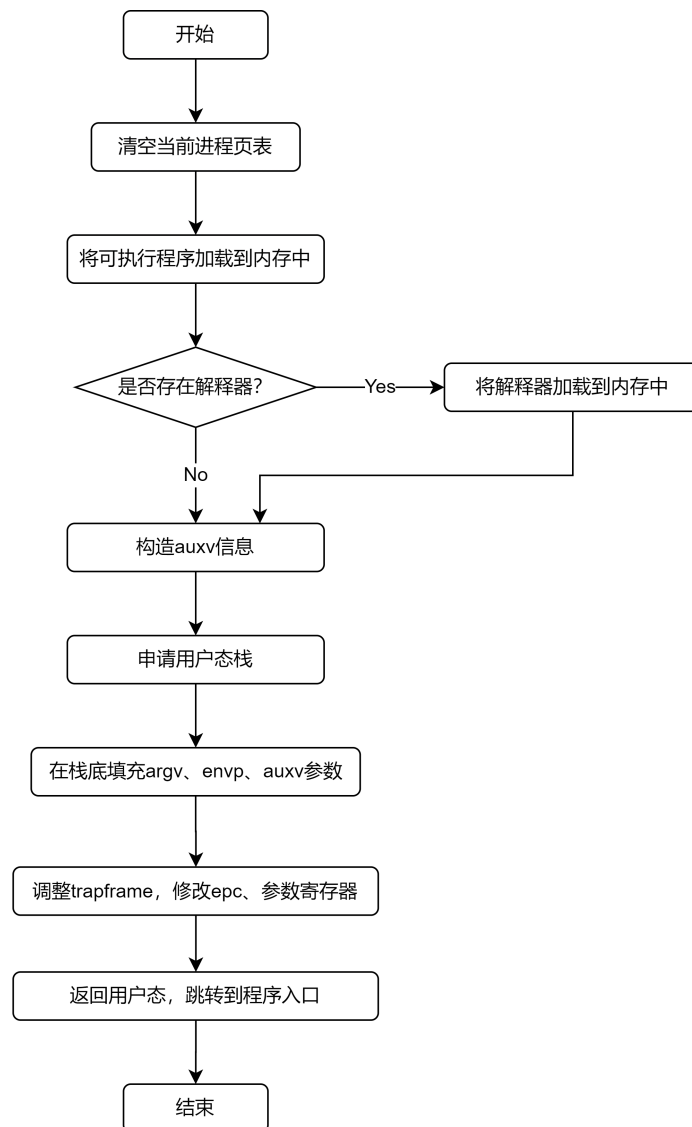 开始
清空当前进程页表
将可执行程序加载到内存中
是否存在解释器?
Yes
将解释器加载到内存中
No
构造auxv信息
申请用户态栈
在栈底填充argv、envp、auxv参数
调整trapframe，修改epc、参数寄存器
返回用户态，跳转到程序入口
结束